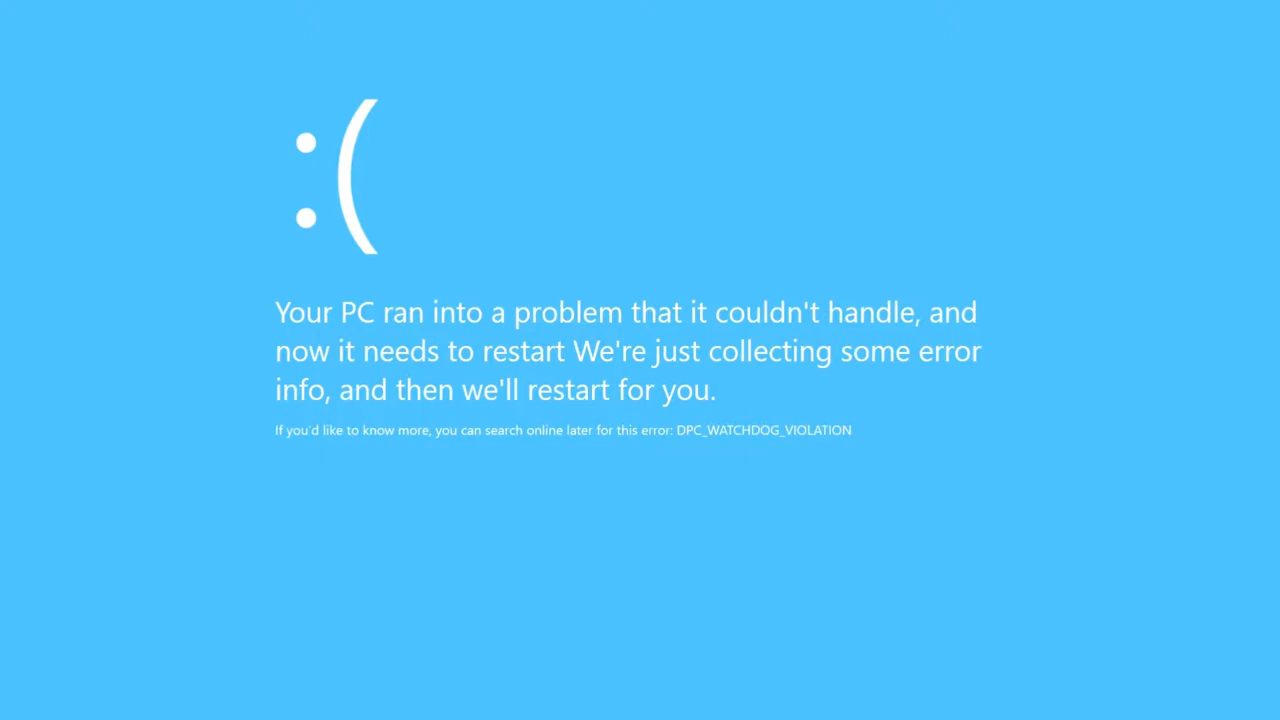 :(
Your PC ran into a problem that it couldn't handle, and
now it needs to restart We're just collecting some error
info, and then we'll restart for you.
If you'd like to know more, you can search online later for this error: DPC_WATCHDOG_VIOLATION